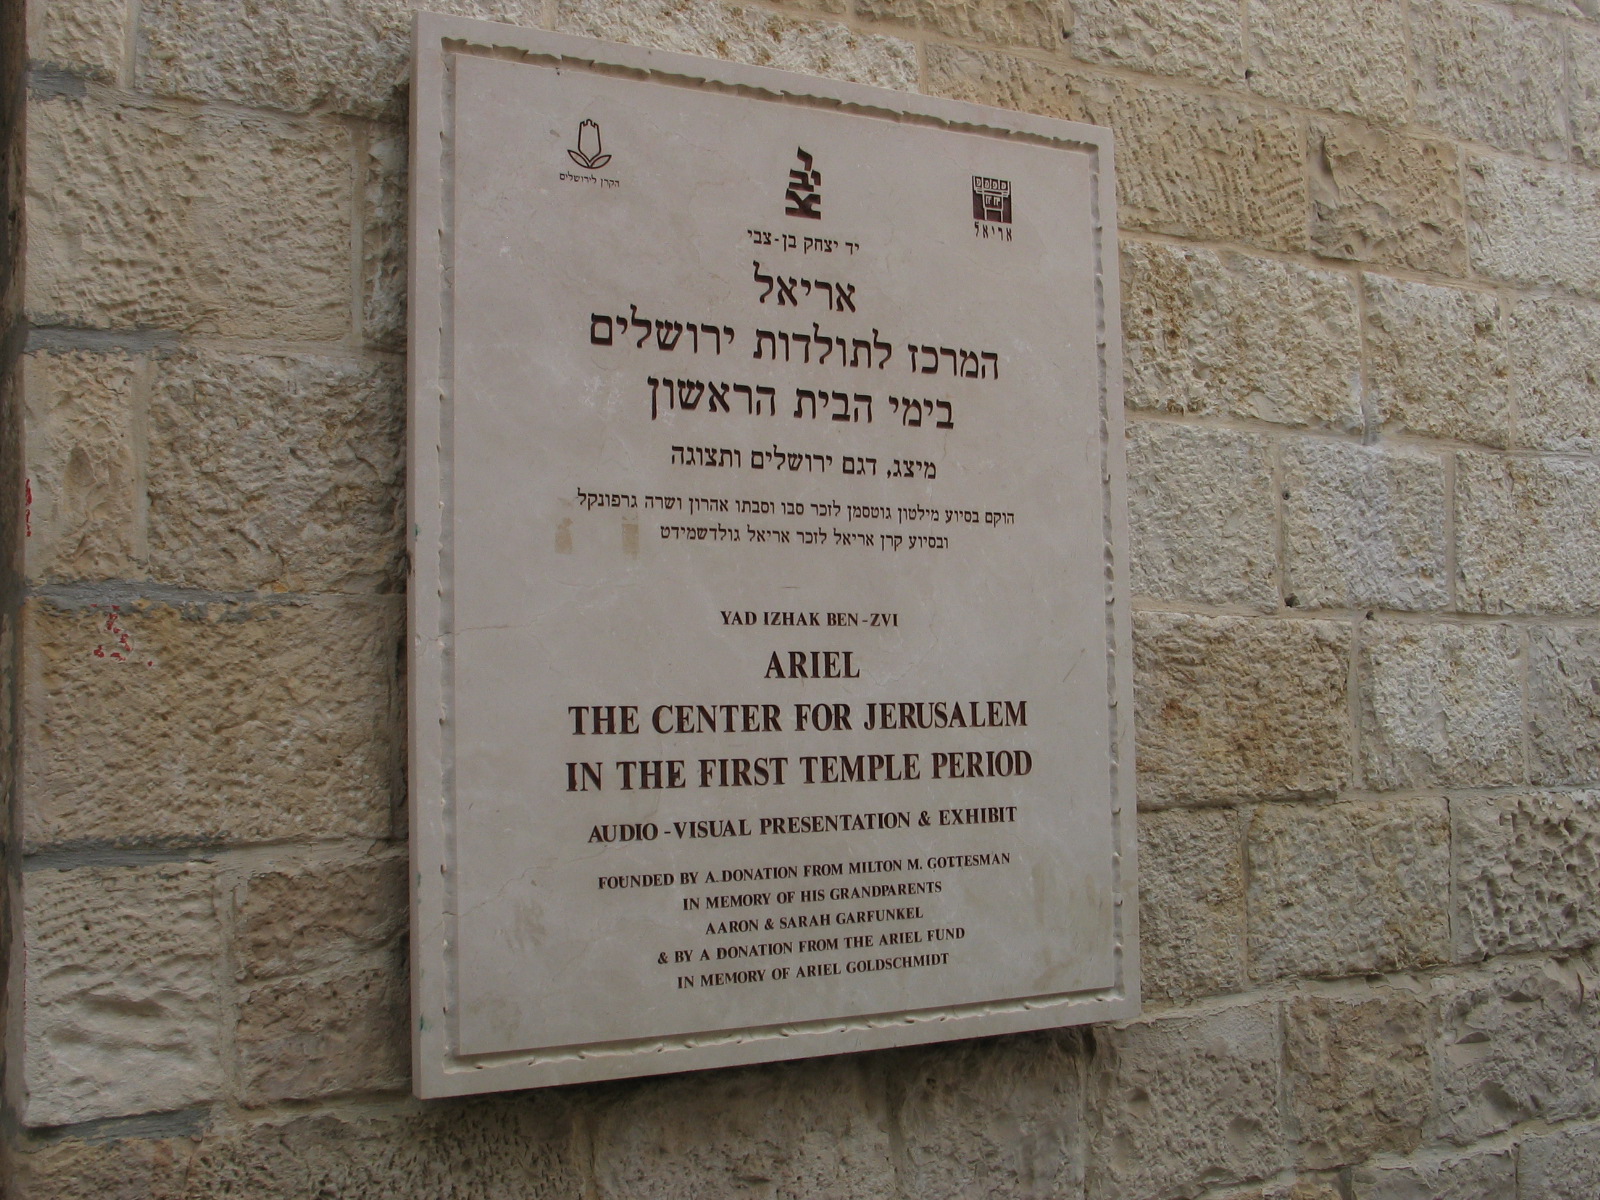 הקרן לירושלים
אריאל
יד יצחק בן-צבי
אריאל
המרכז לתולדות ירושלים
בימי הבית הראשון
מיצג, דגם ירושלים ותצוגה
הוקם בסיוע מילטון גוטסמן לזכר סבו וסבתו אהרון ושרה גרפונקל
ובסיוע קרן אריאל לזכר אריאל גולדשמידט
YAD IZHAK BEN-ZVI
ARIEL
THE CENTER FOR JERUSALEM
IN THE FIRST TEMPLE PERIOD
AUDIO-VISUAL PRESENTATION & EXHIBIT
FOUNDED BY A DONATION FROM MILTON M. GOTTESMAN
IN MEMORY OF HIS GRANDPARENTS
AARON & SARAH GARFUNKEL
& BY A DONATION FROM THE ARIEL FUND
IN MEMORY OF ARIEL GOLDSCHMIDT